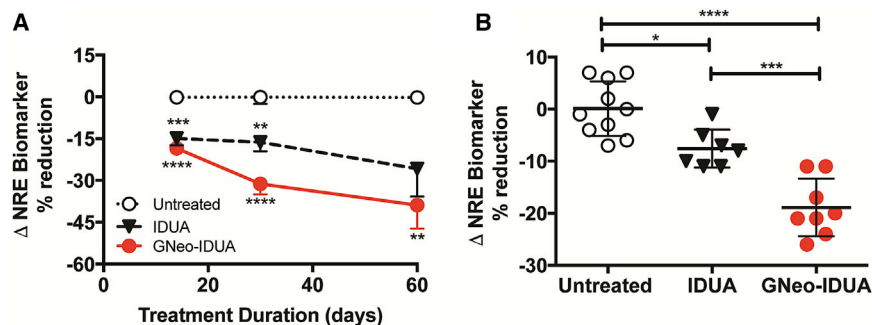 A
Δ NRE Biomarker
% reduction
15
0
-15
-30
-45
-60
***
**
****
****
**
Untreated
IDUA
GNeo-IDUA
0
20
40
60
Treatment Duration (days)
B
Δ NRE Biomarker
% reduction
10
0
-10
-20
-30
****
*
***
Untreated
IDUA
GNeo-IDUA